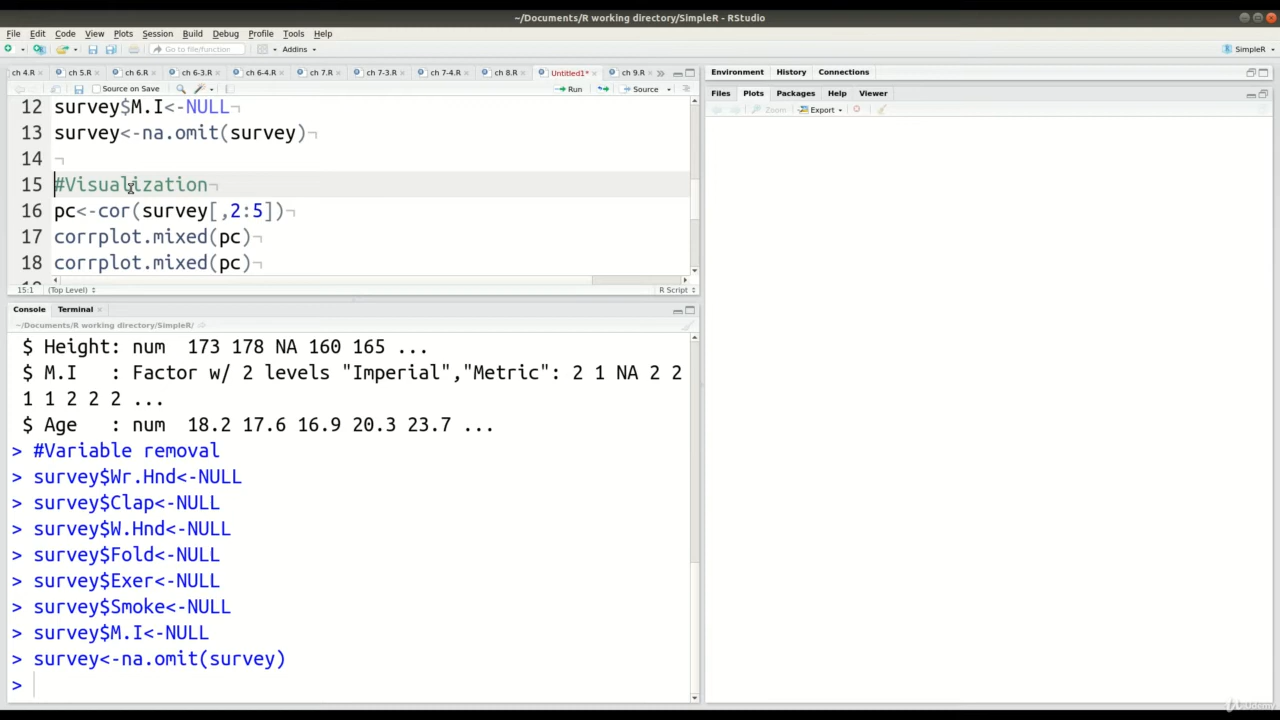 ~/Documents/R working directory/SimpleR - RStudio
File Edit Code View Plots Session Build Debug Profile Tools Help
Go to file/function Addins SimpleR
ch 4.R ch 5.R ch 6.R ch 6-3.R ch 6-4.R ch 7.R ch 7-3.R ch 7-4.R ch 8.R Untitled1* ch 9.R
Source on Save Run Source
12 survey$M.I<-NULL¬
13 survey<-na.omit(survey)¬
14 ¬
15 #Visualization¬
16 pc<-cor(survey[,2:5])¬
17 corrplot.mixed(pc)¬
18 corrplot.mixed(pc)¬
15:1 (Top Level) R Script
Console Terminal
~/Documents/R working directory/SimpleR/
$ Height: num 173 178 NA 160 165 ...
$ M.I : Factor w/ 2 levels "Imperial","Metric": 2 1 NA 2 2
1 1 2 2 2 ...
$ Age : num 18.2 17.6 16.9 20.3 23.7 ...
> #Variable removal
> survey$Wr.Hnd<-NULL
> survey$Clap<-NULL
> survey$W.Hnd<-NULL
> survey$Fold<-NULL
> survey$Exer<-NULL
> survey$Smoke<-NULL
> survey$M.I<-NULL
> survey<-na.omit(survey)
>
Environment History Connections
Files Plots Packages Help Viewer
Zoom Export
Udemy